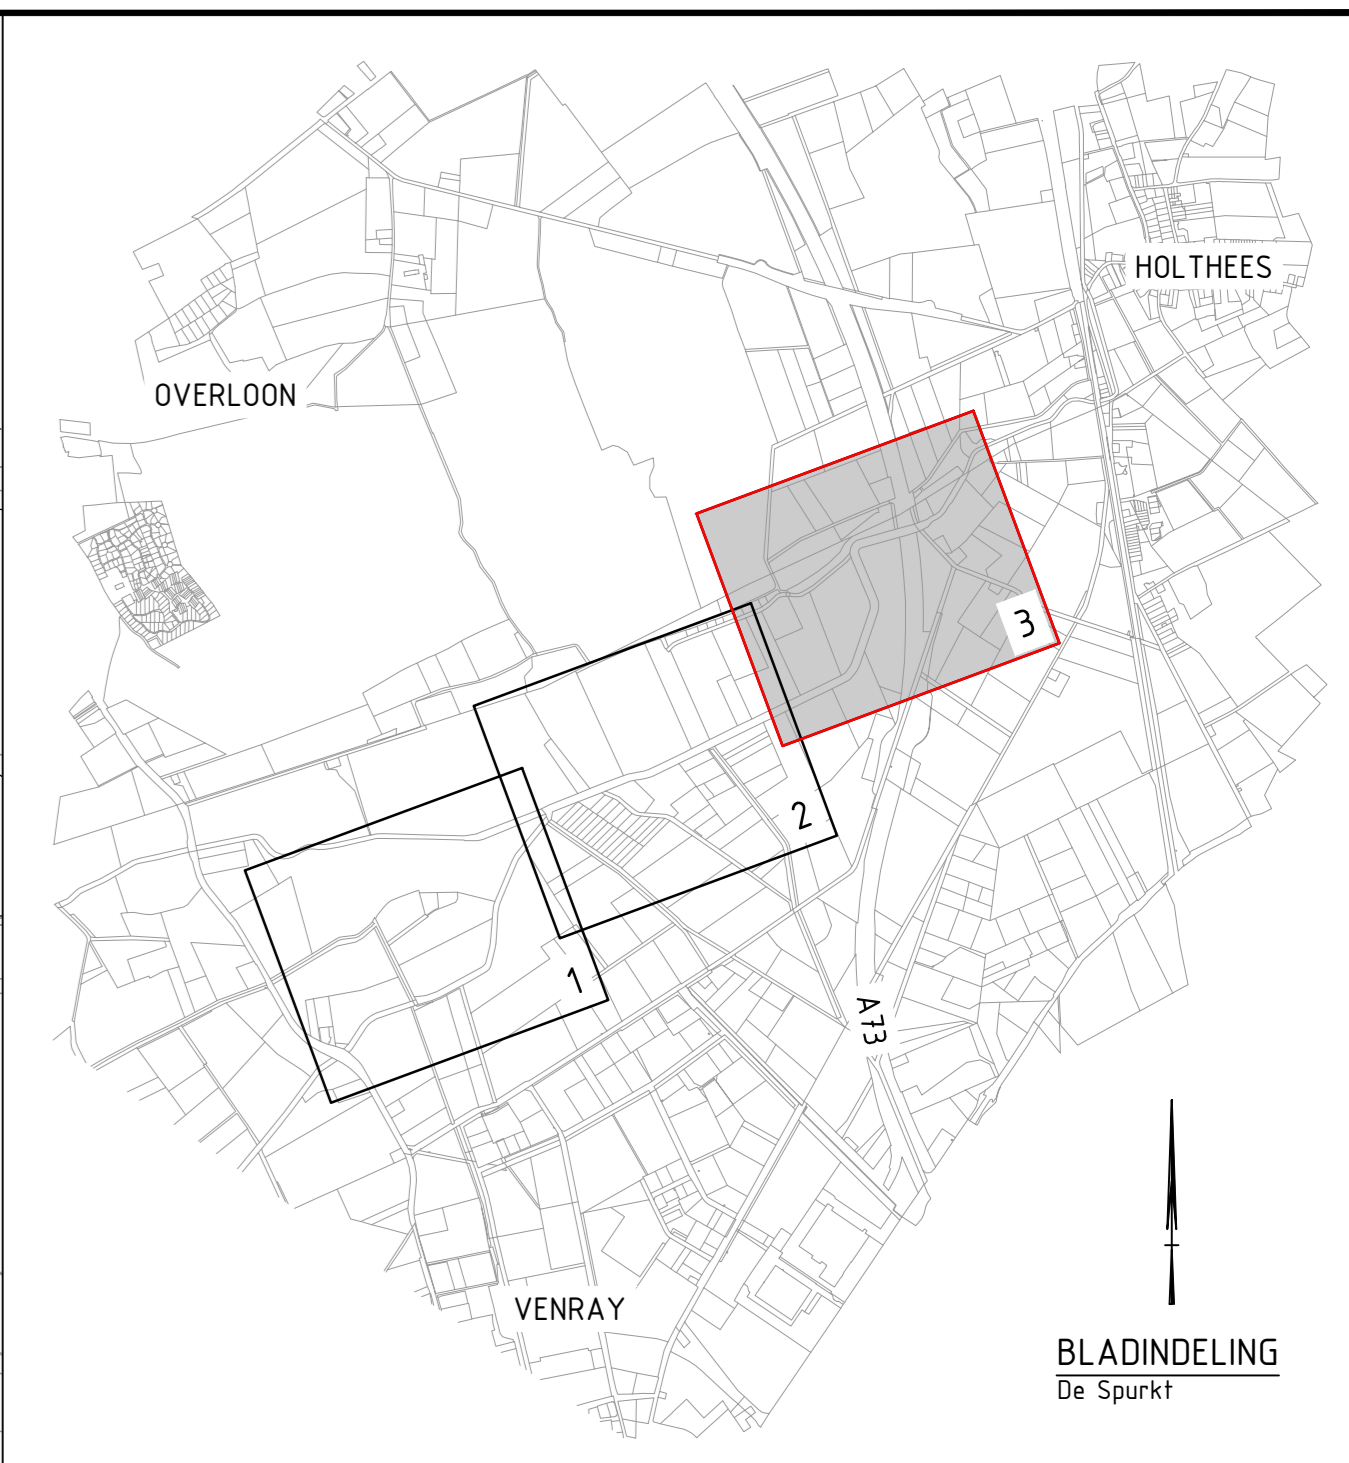 HOLTHEES
OVERLOON
3
2
1
A73
VENRAY
BLADINDELING
De Spurkt